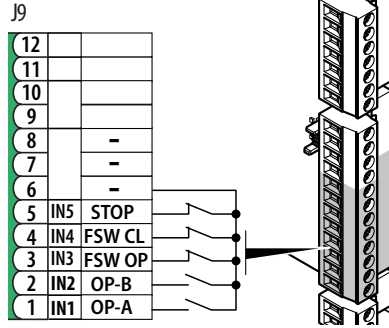 J9
12
11
10
9
8 -
7 -
6 -
5 IN5 STOP
4 IN4 FSW CL
3 IN3 FSW OP
2 IN2 OP-B
1 IN1 OP-A